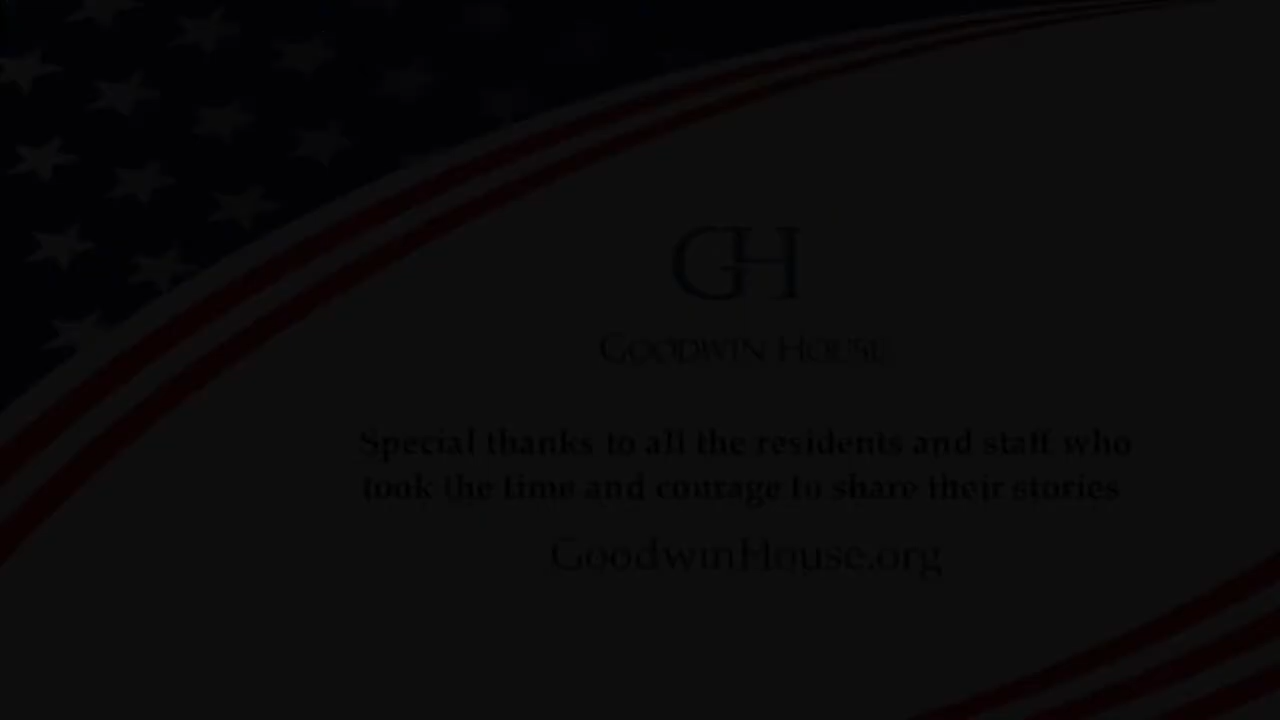 GH
GOODWIN HOUSE
Special thanks to all the residents and staff who
took the time and courage to share their stories
GoodwinHouse.org